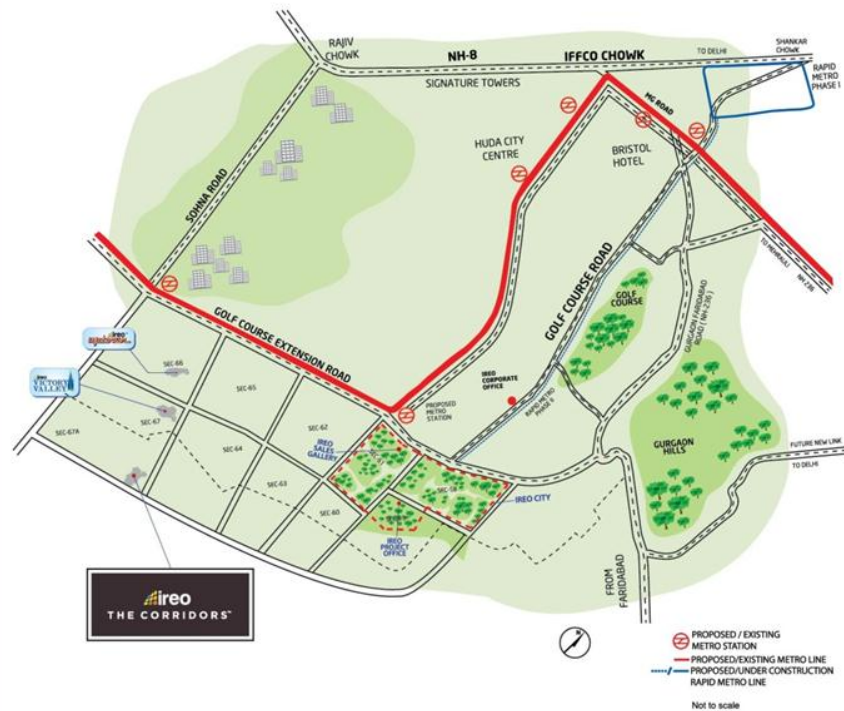 RAJIV
CHOWK
NH-8
IFFCO CHOWK
TO DELHI
SHANKAR
CHOWK
RAPID
METRO
PHASE I
SIGNATURE TOWERS
MG ROAD
HUDA CITY
CENTRE
BRISTOL
HOTEL
SOHNA ROAD
TO MEHRAULI
NH-236
GOLF COURSE ROAD
GOLF
COURSE
GURGAON FARIDABAD
ROAD (NH-236)
GOLF COURSE EXTENSION ROAD
ireo
ireo
VICTORY
VALLEY
SEC-66
SEC-65
IREO
CORPORATE
OFFICE
RAPID METRO
PHASE II
PROPOSED
METRO
STATION
SEC-67
SEC-62
SEC-67A
SEC-64
IREO
SALES
GALLERY
GURGAON
HILLS
FUTURE NEW LINK
TO DELHI
SEC-63
SEC-60
IREO CITY
IREO
PROJECT
OFFICE
FROM
FARIDABAD
ireo
THE CORRIDORS™
N
PROPOSED / EXISTING
METRO STATION
PROPOSED/EXISTING METRO LINE
PROPOSED/UNDER CONSTRUCTION
RAPID METRO LINE
Not to scale